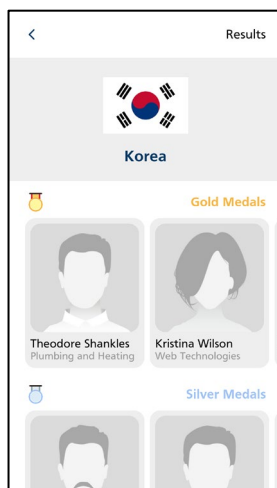 Results
Korea
Gold Medals
Theodore Shankles
Plumbing and Heating
Kristina Wilson
Web Technologies
Silver Medals